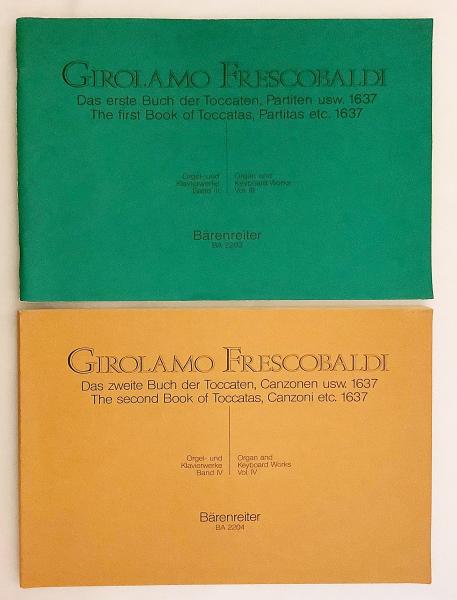 GIROLAMO FRESCOBALDI
Das erste Buch der Toccaten, Partiten usw. 1637
The first Book of Toccatas, Partitas etc. 1637
Orgel- und
Klavierwerke
Band III
Organ and
Keyboard Works
Vol. III
Bärenreiter
BA 2203
GIROLAMO FRESCOBALDI
Das zweite Buch der Toccaten, Canzonen usw. 1637
The second Book of Toccatas, Canzoni etc. 1637
Orgel- und
Klavierwerke
Band IV
Organ and
Keyboard Works
Vol. IV
Bärenreiter
BA 2204